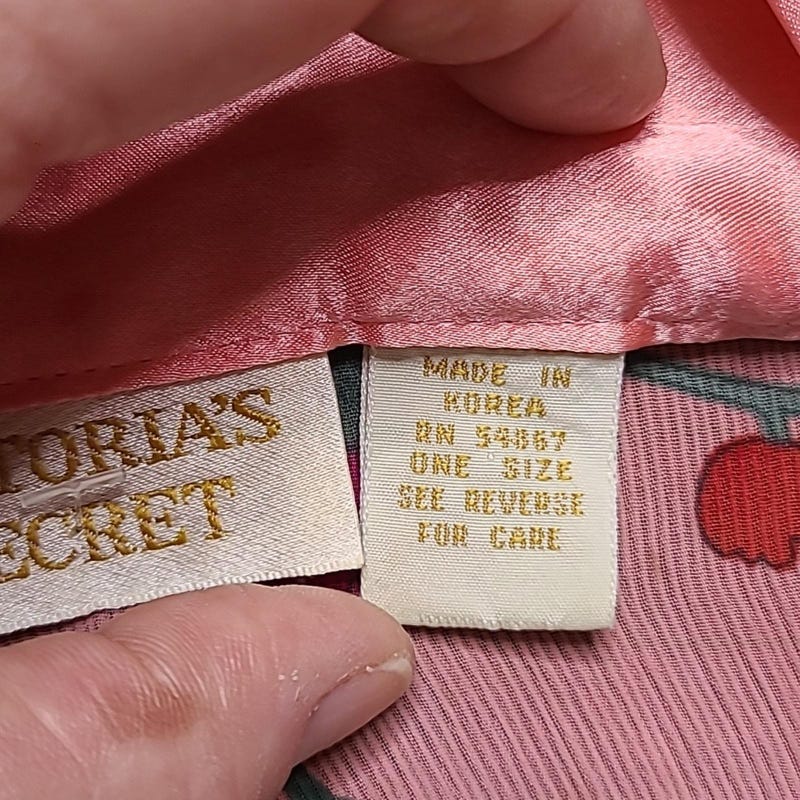 TORIA'S
ECRET
MADE IN
KOREA
RN 54867
ONE SIZE
SEE REVERSE
FOR CARE